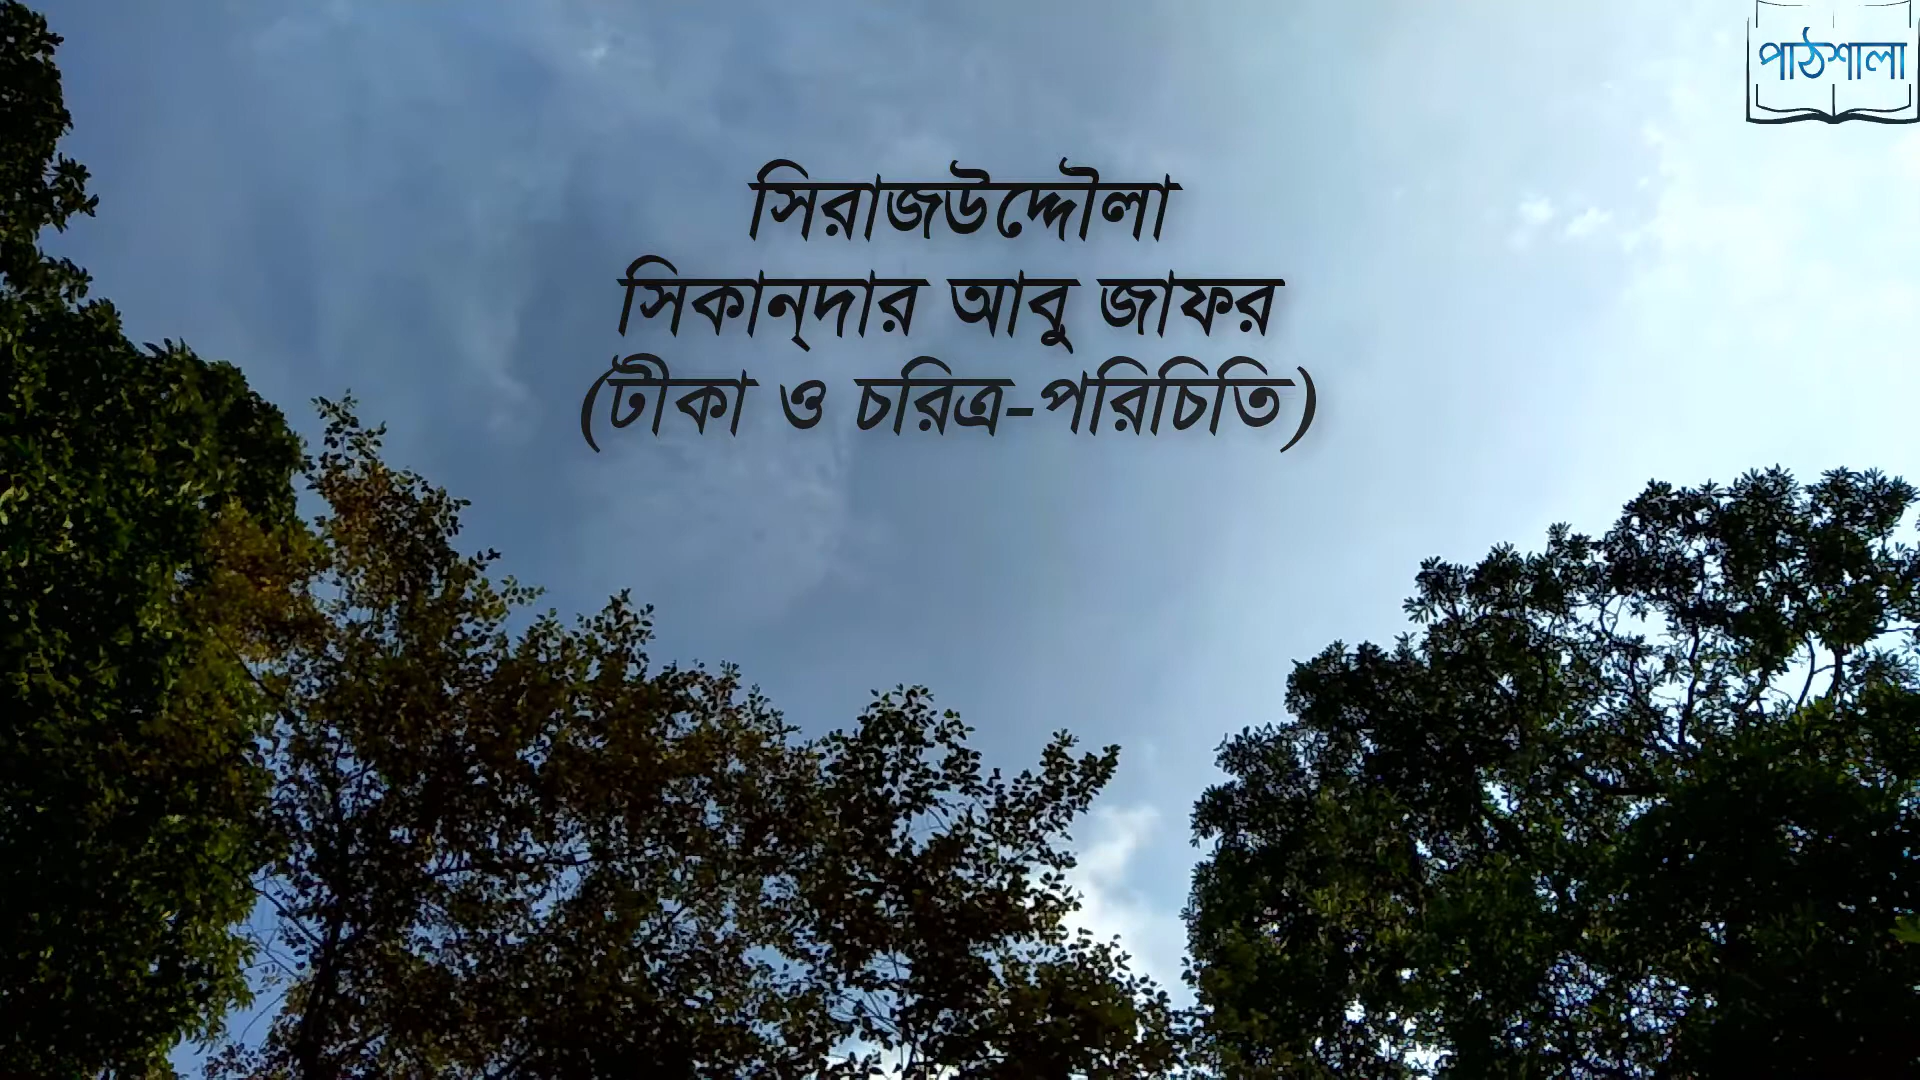 পাঠশালা
সিরাজউদ্দৌলা
সিকান্‌দার আবু জাফর
(টীকা ও চরিত্র-পরিচিতি)